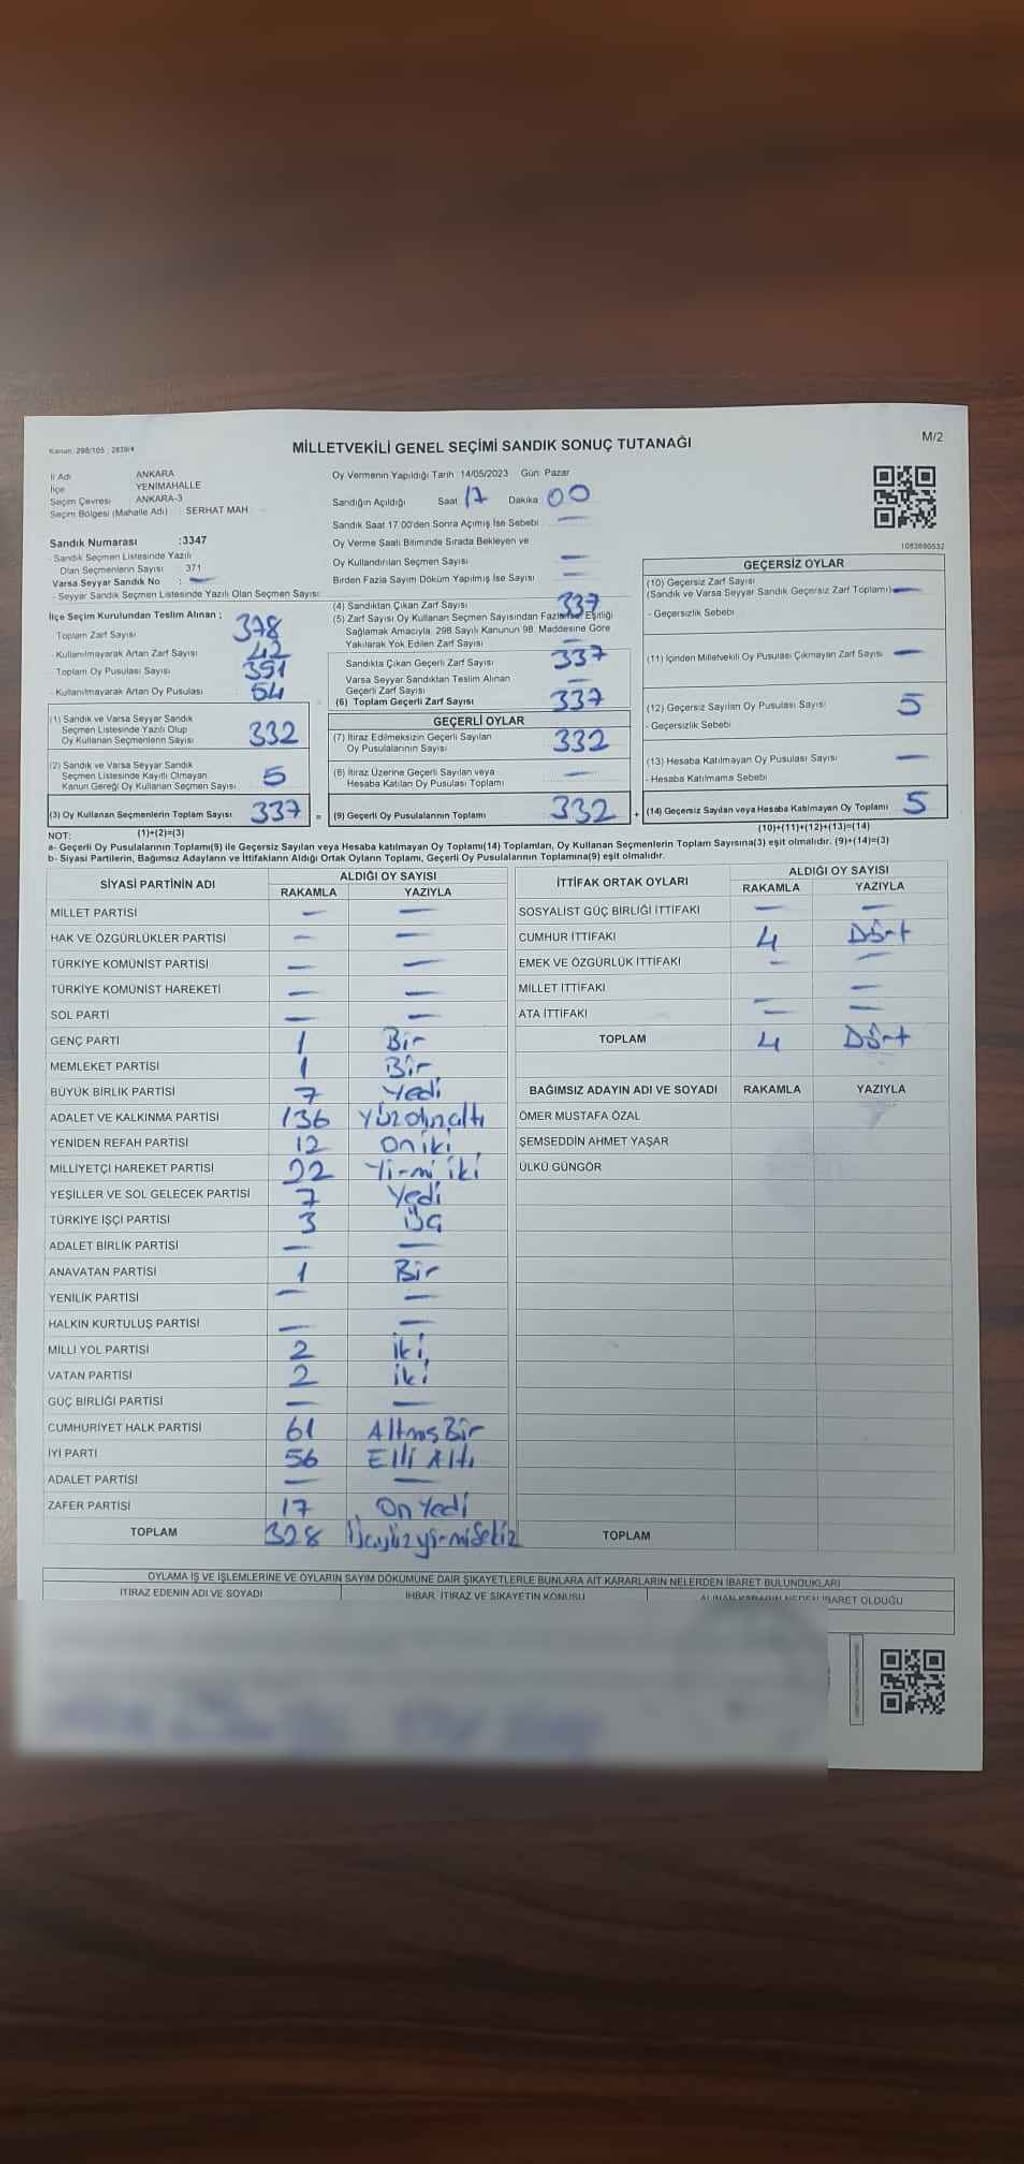 Kanun: 298/105 ; 2839/4
MİLLETVEKİLİ GENEL SEÇİMİ SANDIK SONUÇ TUTANAĞI
M/2
İl Adı ANKARA
İlçe YENİMAHALLE
Seçim Çevresi ANKARA-3
Seçim Bölgesi (Mahalle Adı) : SERHAT MAH.
Oy Vermenin Yapıldığı Tarih : 14/05/2023 Gün: Pazar
Sandığın Açıldığı Saat 17 Dakika 00
Sandık Saat 17.00'den Sonra Açımış İse Sebebi —
Oy Verme Saati Bitiminde Sırada Bekleyen ve
Oy Kullandırılan Seçmen Sayısı —
Birden Fazla Sayım Döküm Yapılmış İse Sayısı —
Sandık Numarası :3347
- Sandık Seçmen Listesinde Yazılı
Olan Seçmenlerin Sayısı 371
Varsa Seyyar Sandık No : —
- Seyyar Sandık Seçmen Listesinde Yazılı Olan Seçmen Sayısı:
İlçe Seçim Kurulundan Teslim Alınan :
- Toplam Zarf Sayısı 378
- Kullanılmayarak Artan Zarf Sayısı 42
- Toplam Oy Pusulası Sayısı 391
- Kullanılmayarak Artan Oy Pusulası 54
(1) Sandık ve Varsa Seyyar Sandık
Seçmen Listesinde Yazılı Olup
Oy Kullanan Seçmenlerin Sayısı 332
(2) Sandık ve Varsa Seyyar Sandık
Seçmen Listesinde Kayıtlı Olmayan
Kanun Gereği Oy Kullanan Seçmen Sayısı 5
(3) Oy Kullanan Seçmenlerin Toplam Sayısı 337 =
(1)+(2)=(3)
(4) Sandıktan Çıkan Zarf Sayısı 337
(5) Zarf Sayısı Oy Kullanan Seçmen Sayısından Fazla İse, Eşitliği
Sağlamak Amacıyla, 298 Sayılı Kanunun 98. Maddesine Göre
Yakılarak Yok Edilen Zarf Sayısı —
Sandıkta Çıkan Geçerli Zarf Sayısı 337
Varsa Seyyar Sandıktan Teslim Alınan
Geçerli Zarf Sayısı —
(6) Toplam Geçerli Zarf Sayısı 337
GEÇERLİ OYLAR
(7) İtiraz Edilmeksizin Geçerli Sayılan
Oy Pusulalarının Sayısı 332
(8) İtiraz Üzerine Geçerli Sayılan veya
Hesaba Katılan Oy Pusulası Toplamı —
(9) Geçerli Oy Pusulalarının Toplamı 332 +
1083690532
GEÇERSİZ OYLAR
(10) Geçersiz Zarf Sayısı
(Sandık ve Varsa Seyyar Sandık Geçersiz Zarf Toplamı) —
- Geçersizlik Sebebi
(11) İçinden Milletvekili Oy Pusulası Çıkmayan Zarf Sayısı —
(12) Geçersiz Sayılan Oy Pusulası Sayısı 5
- Geçersizlik Sebebi
(13) Hesaba Katılmayan Oy Pusulası Sayısı —
- Hesaba Katılmama Sebebi
(14) Geçersiz Sayılan veya Hesaba Katılmayan Oy Toplamı 5
(10)+(11)+(12)+(13)=(14)
NOT:
a- Geçerli Oy Pusulalarının Toplamı(9) ile Geçersiz Sayılan veya Hesaba katılmayan Oy Toplamı(14) Toplamları, Oy Kullanan Seçmenlerin Toplam Sayısına(3) eşit olmalıdır. (9)+(14)=(3)
b- Siyasi Partilerin, Bağımsız Adayların ve İttifakların Aldığı Ortak Oyların Toplamı, Geçerli Oy Pusulalarının Toplamına(9) eşit olmalıdır.
SİYASİ PARTİNİN ADI ALDIĞI OY SAYISI
RAKAMLA YAZIYLA
MİLLET PARTİSİ — —
HAK VE ÖZGÜRLÜKLER PARTİSİ — —
TÜRKİYE KOMÜNİST PARTİSİ — —
TÜRKİYE KOMÜNİST HAREKETİ — —
SOL PARTİ — —
GENÇ PARTİ 1 Bir
MEMLEKET PARTİSİ 1 Bir
BÜYÜK BİRLİK PARTİSİ 7 Yedi
ADALET VE KALKINMA PARTİSİ 136 Yüzotuzaltı
YENİDEN REFAH PARTİSİ 12 Oniki
MİLLİYETÇİ HAREKET PARTİSİ 22 Yirmi iki
YEŞİLLER VE SOL GELECEK PARTİSİ 7 Yedi
TÜRKİYE İŞÇİ PARTİSİ 3 Üç
ADALET BİRLİK PARTİSİ — —
ANAVATAN PARTİSİ 1 Bir
YENİLİK PARTİSİ — —
HALKIN KURTULUŞ PARTİSİ — —
MİLLİ YOL PARTİSİ 2 iki
VATAN PARTİSİ 2 iki
GÜÇ BİRLİĞİ PARTİSİ — —
CUMHURİYET HALK PARTİSİ 61 Altmış Bir
İYİ PARTİ 56 Elli Altı
ADALET PARTİSİ — —
ZAFER PARTİSİ 17 On Yedi
TOPLAM 328 Üçyüzyirmisekiz
İTTİFAK ORTAK OYLARI ALDIĞI OY SAYISI
RAKAMLA YAZIYLA
SOSYALİST GÜÇ BİRLİĞİ İTTİFAKI — —
CUMHUR İTTİFAKI 4 Dört
EMEK VE ÖZGÜRLÜK İTTİFAKI — —
MİLLET İTTİFAKI —
ATA İTTİFAKI — —
TOPLAM 4 Dört
BAĞIMSIZ ADAYIN ADI VE SOYADI RAKAMLA YAZIYLA
ÖMER MUSTAFA ÖZAL
ŞEMSEDDİN AHMET YAŞAR
ÜLKÜ GÜNGÖR
TOPLAM
OYLAMA İŞ VE İŞLEMLERİNE VE OYLARIN SAYIM DÖKÜMÜNE DAİR ŞİKAYETLERLE BUNLARA AİT KARARLARIN NELERDEN İBARET BULUNDUKLARI
İTİRAZ EDENİN ADI VE SOYADI İHBAR, İTİRAZ VE ŞİKAYETİN KONUSU ALINAN KARARIN NEDEN İBARET OLDUĞU